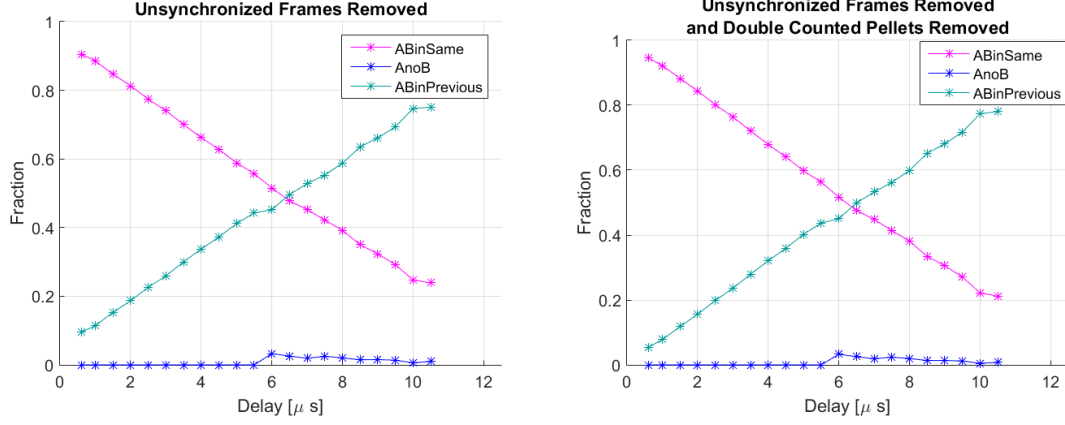 Unsynchronized Frames Removed
1
0.8
0.6
0.4
0.2
0
0
2
4
6
8
10
12
Fraction
Delay [μ s]
ABinSame
AnoB
ABinPrevious
Unsynchronized Frames Removed
and Double Counted Pellets Removed
1
0.8
0.6
0.4
0.2
0
0
2
4
6
8
10
12
Fraction
Delay [μ s]
ABinSame
AnoB
ABinPrevious